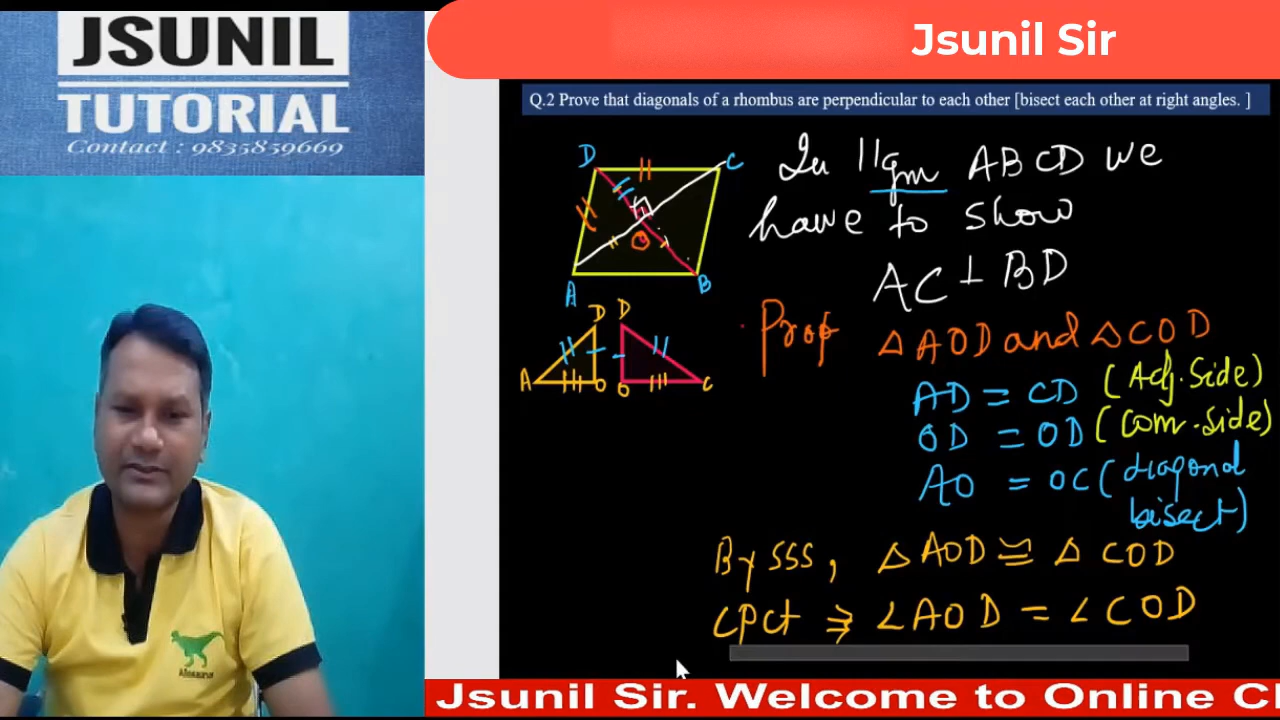 JSUNIL
TUTORIAL
Contact : 9835859669
Jsunil Sir
Q.2 Prove that diagonals of a rhombus are perpendicular to each other [bisect each other at right angles. ]
D
C
O
A
B
In llgm ABCD we
have to show
AC ⊥ BD
D D
A O O C
Proof △AOD and △COD
AD = CD (Adj. Side)
OD = OD (Com. side)
AO = OC (diagonal
bisect)
By SSS, △AOD ≅ △COD
CPCT ⇒ ∠AOD = ∠COD
Allosaurus
Jsunil Sir. Welcome to Online Cl